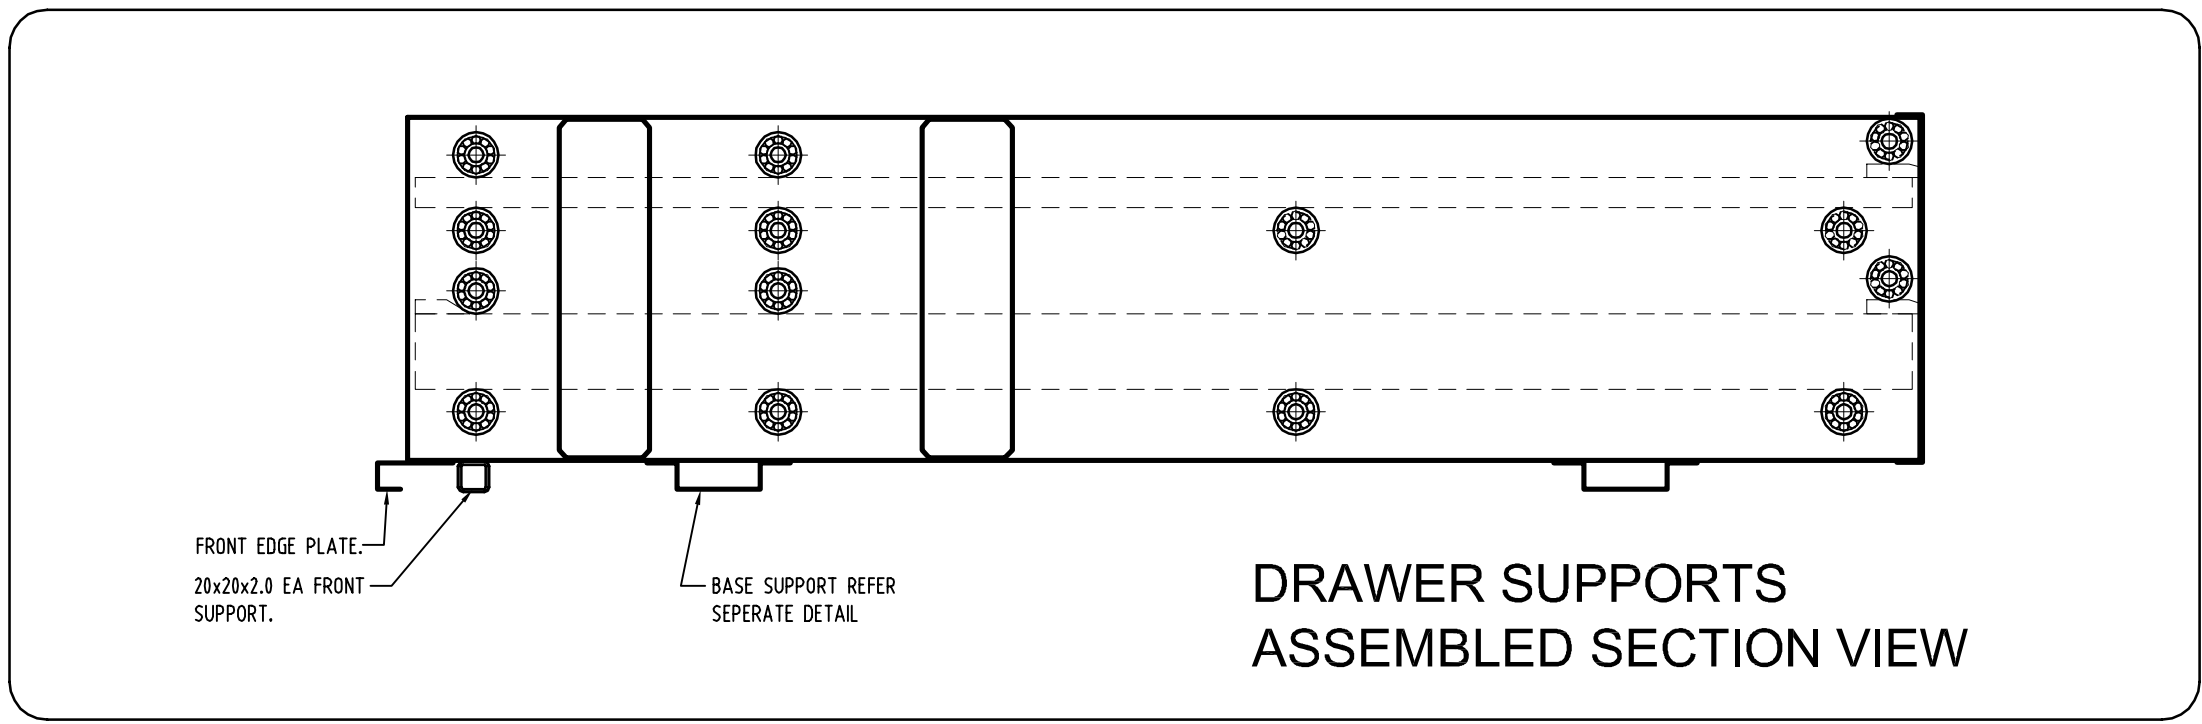 FRONT EDGE PLATE.
20x20x2.0 EA FRONT
SUPPORT.
BASE SUPPORT REFER
SEPERATE DETAIL
DRAWER SUPPORTS
ASSEMBLED SECTION VIEW